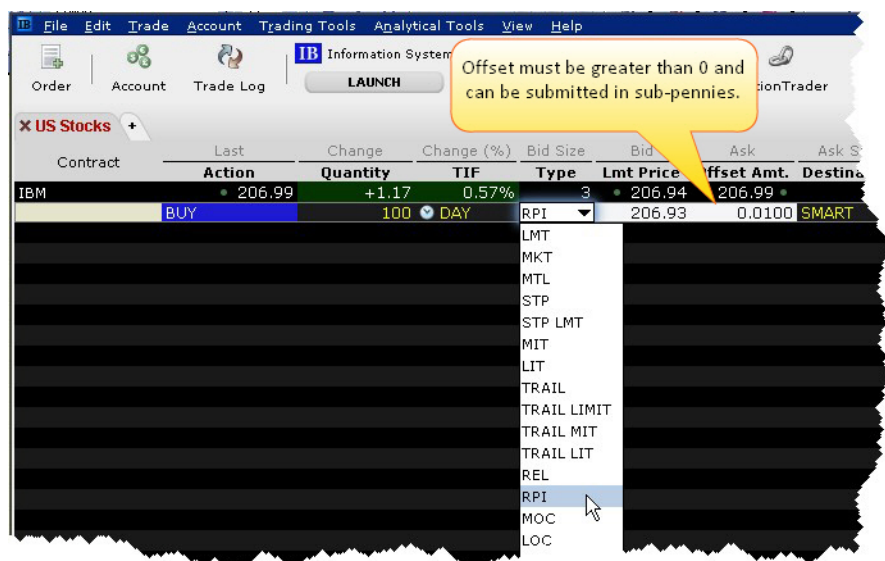 IB File Edit Trade Account Trading Tools Analytical Tools View Help
IB Information System
Order Account Trade Log LAUNCH
Offset must be greater than 0 and
can be submitted in sub-pennies.
ionTrader
× US Stocks +
Contract Last Change Change (%) Bid Size Bid Ask Ask S
Action Quantity TIF Type Lmt Price Offset Amt. Destina
IBM 206.99 +1.17 0.57% 3 206.94 206.99
BUY 100 DAY RPI 206.93 0.0100 SMART
LMT
MKT
MTL
STP
STP LMT
MIT
LIT
TRAIL
TRAIL LIMIT
TRAIL MIT
TRAIL LIT
REL
RPI
MOC
LOC